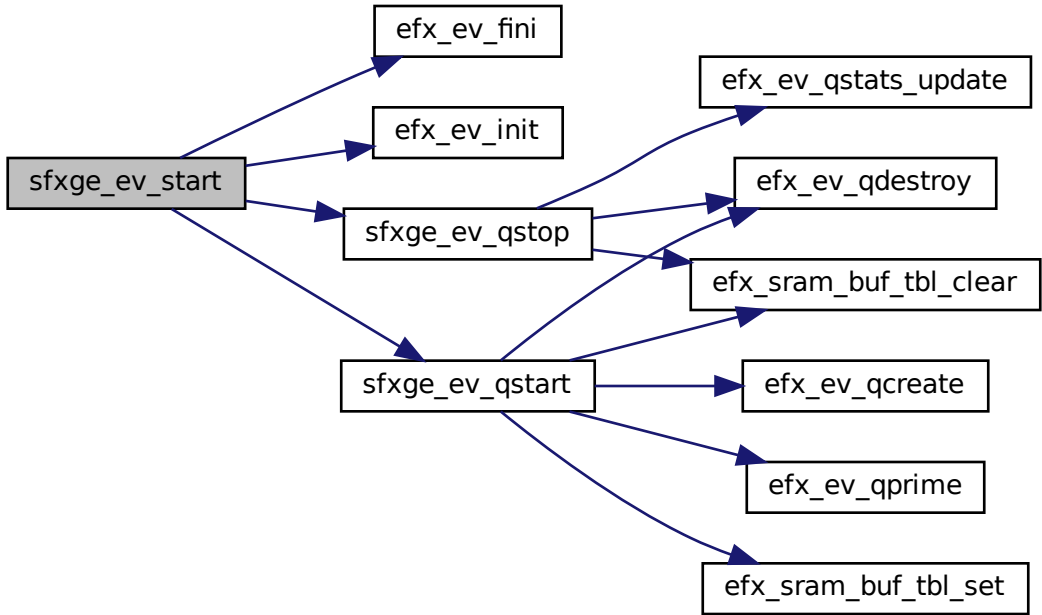 efx_ev_fini
efx_ev_qstats_update
efx_ev_init
sfxge_ev_start
efx_ev_qdestroy
sfxge_ev_qstop
efx_sram_buf_tbl_clear
sfxge_ev_qstart
efx_ev_qcreate
efx_ev_qprime
efx_sram_buf_tbl_set